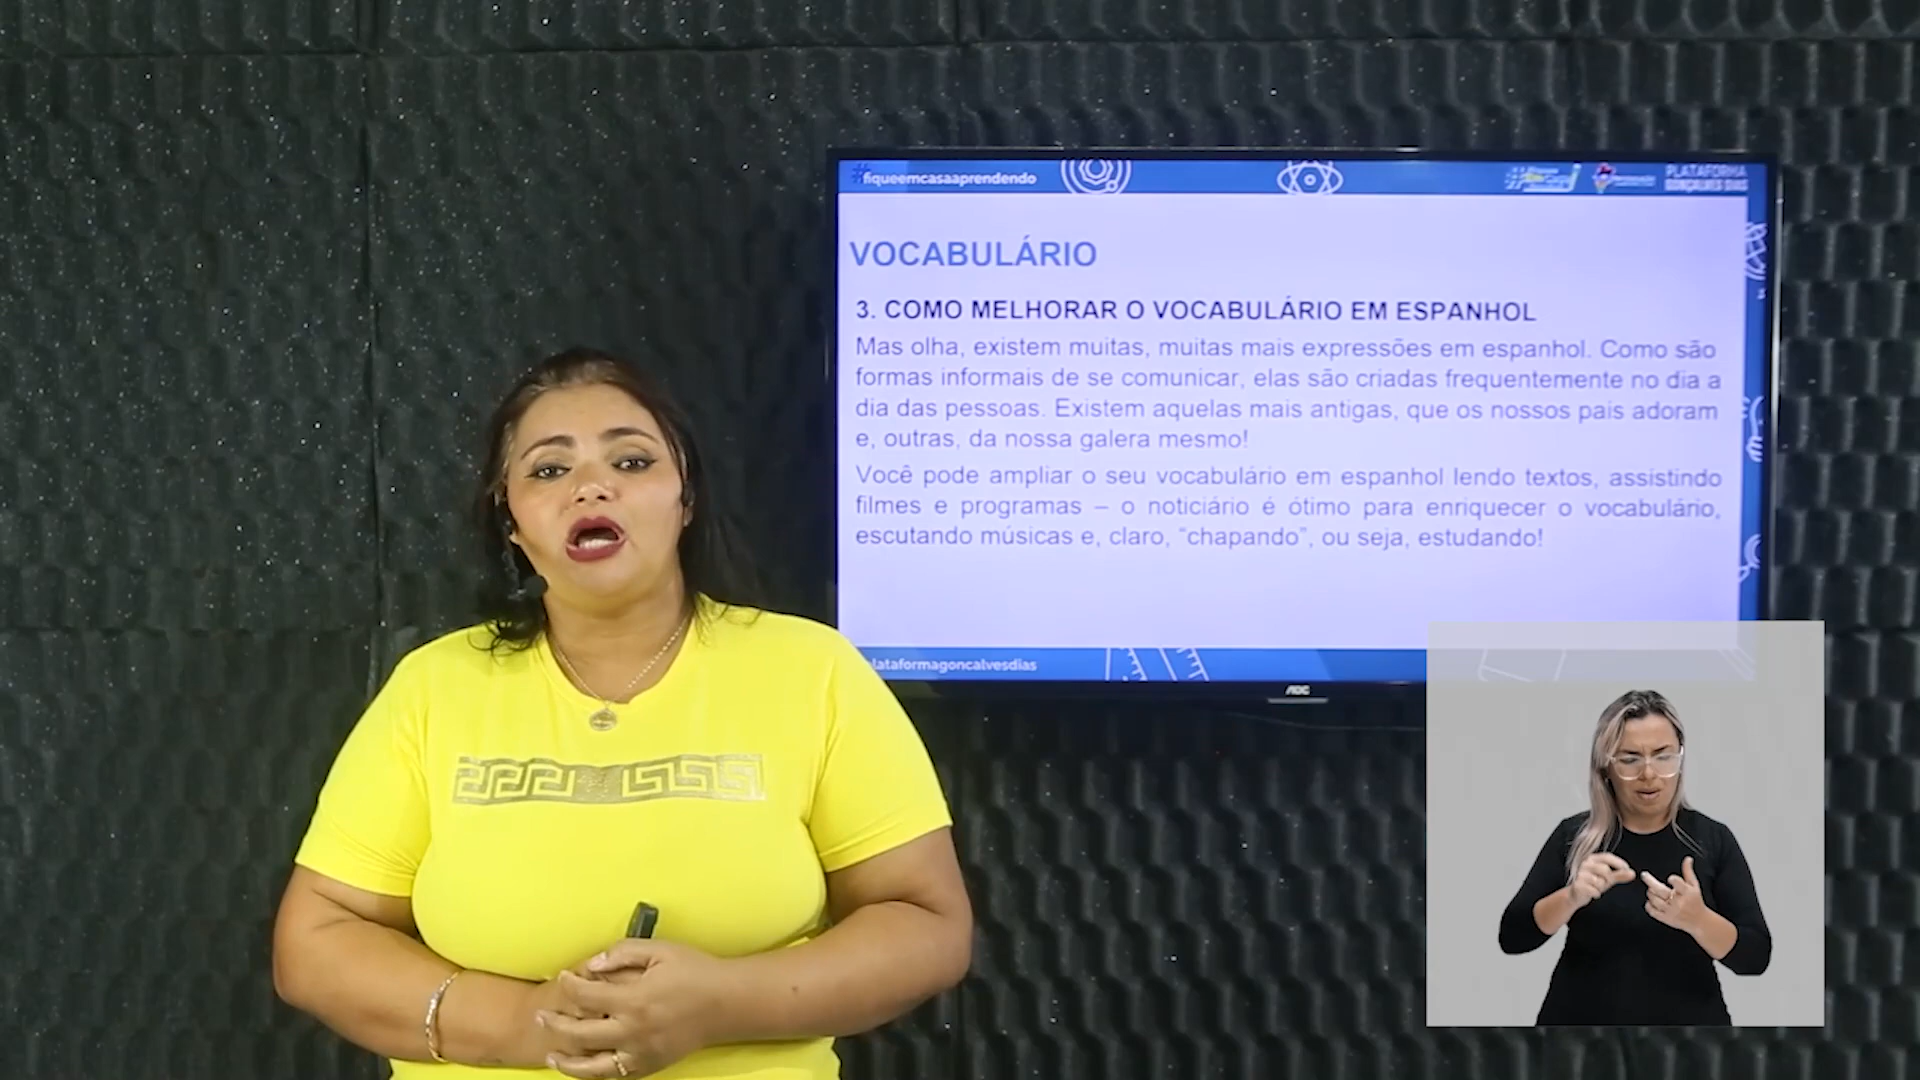 #fiqueemcasaaprendendo
PLATAFORMA
GONÇALVES DIAS
VOCABULÁRIO
3. COMO MELHORAR O VOCABULÁRIO EM ESPANHOL
Mas olha, existem muitas, muitas mais expressões em espanhol. Como são
formas informais de se comunicar, elas são criadas frequentemente no dia a
dia das pessoas. Existem aquelas mais antigas, que os nossos pais adoram
e, outras, da nossa galera mesmo!
Você pode ampliar o seu vocabulário em espanhol lendo textos, assistindo
filmes e programas – o noticiário é ótimo para enriquecer o vocabulário,
escutando músicas e, claro, “chapando”, ou seja, estudando!
plataformagoncalvesdias
AOC